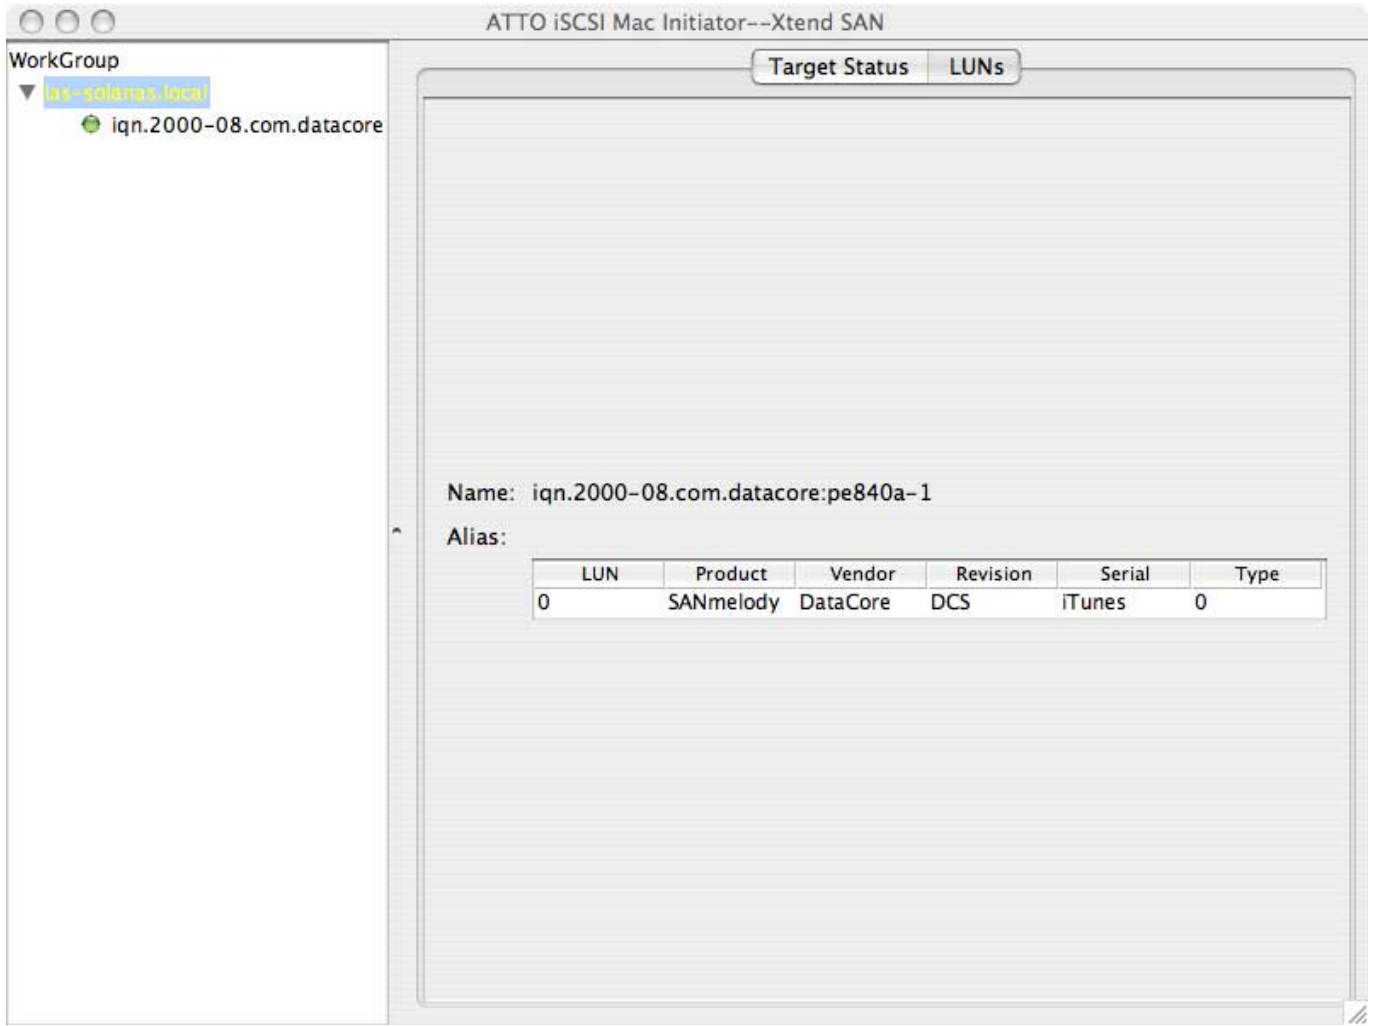 ATTO iSCSI Mac Initiator--Xtend SAN
WorkGroup
las-solanas.local
iqn.2000-08.com.datacore
Target Status LUNs
Name: iqn.2000-08.com.datacore:pe840a-1
Alias:
LUN Product Vendor Revision Serial Type
0 SANmelody DataCore DCS iTunes 0